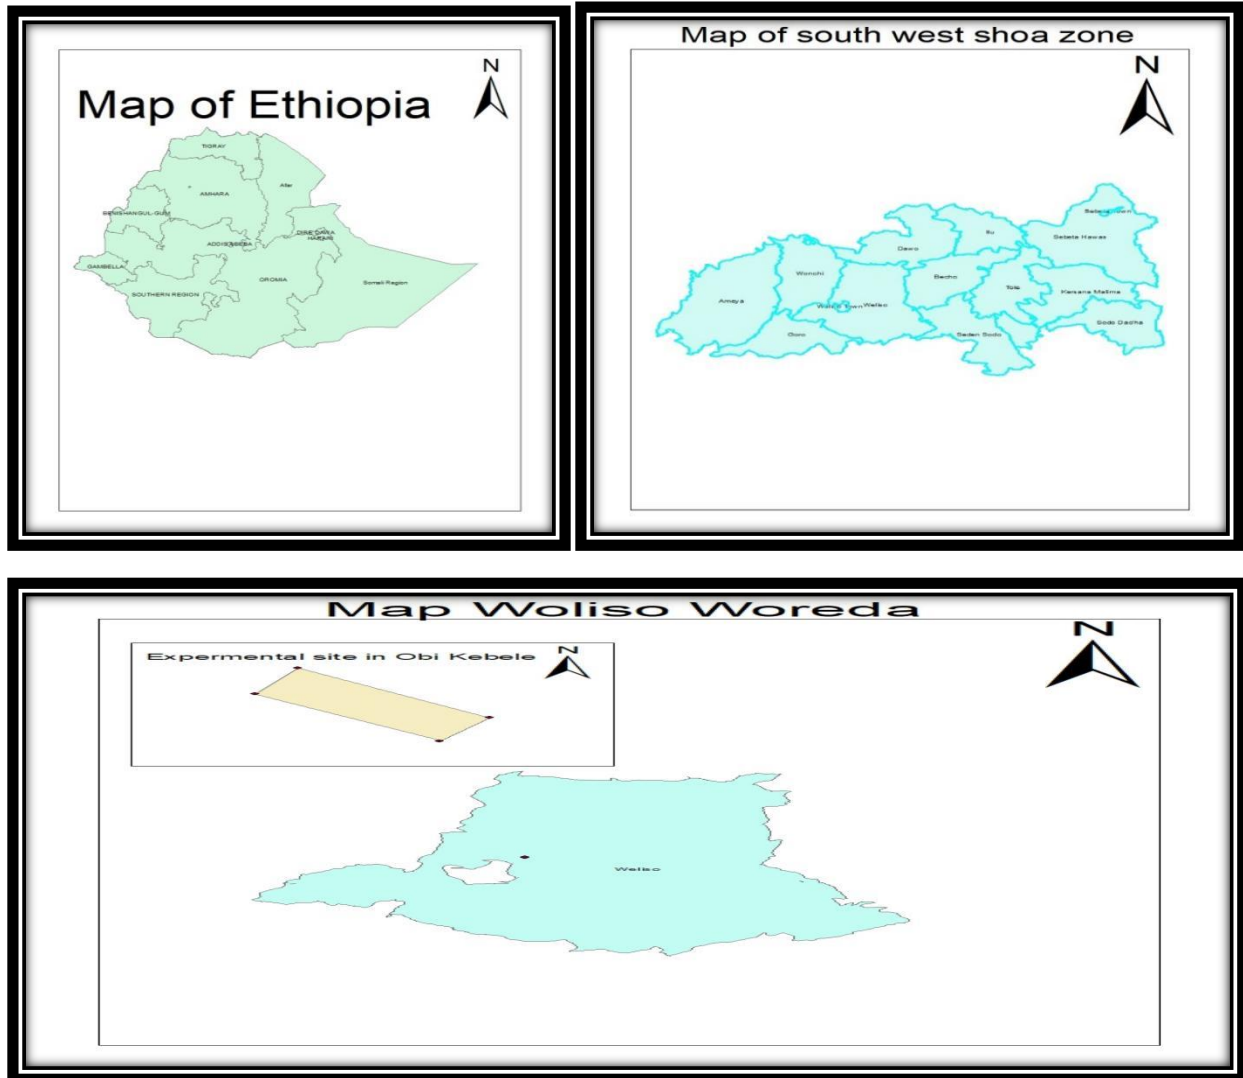 Map of Ethiopia
N
TIGRAY
AMHARA
Afar
BENISHANGUL-GUM
ADDIS ABEBA
DIRE DAWA
HARARI
GAMBELLA
OROMIA
Somali Region
SOUTHERN REGION
Map of south west shoa zone
N
Sebeta Town
Ilu
Sebeta Hawas
Dawo
Wonchi
Becho
Tole
Kersana Malima
Ameya
Town
Weliso
Goro
Seden Sodo
Sodo Dacha
Map Woliso Woreda
N
Expermental site in Obi Kebele
N
Weliso